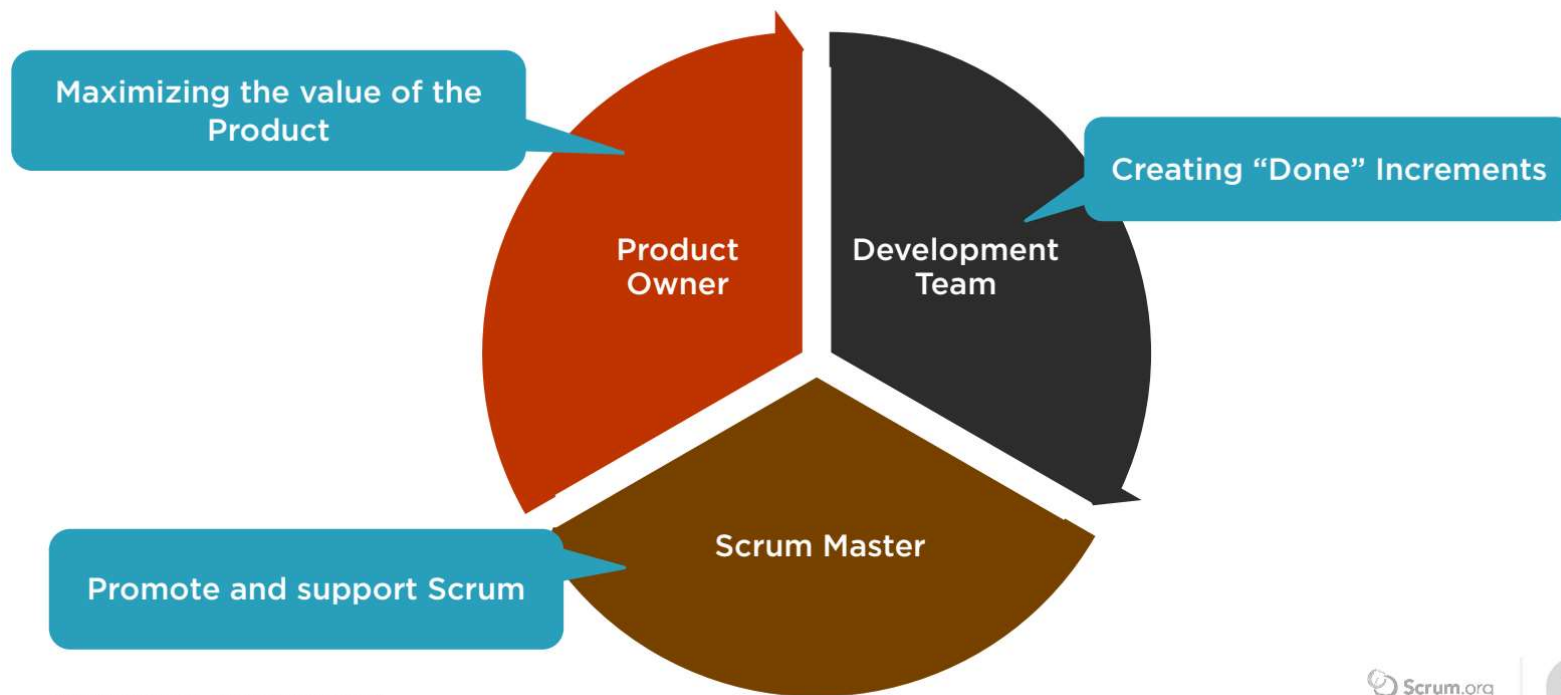 Maximizing the value of the
Product
Creating “Done” Increments
Product
Owner
Development
Team
Scrum Master
Promote and support Scrum
Scrum.org